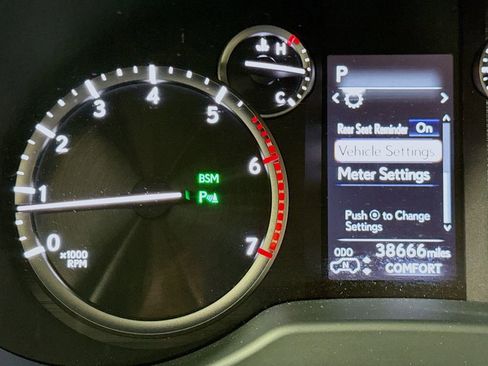 H
C
0
1
2
3
4
5
6
7
x1000
RPM
BSM
P
P
Rear Seat Reminder On
Vehicle Settings
Meter Settings
Push to Change
Settings
ODO 38666 miles
N COMFORT